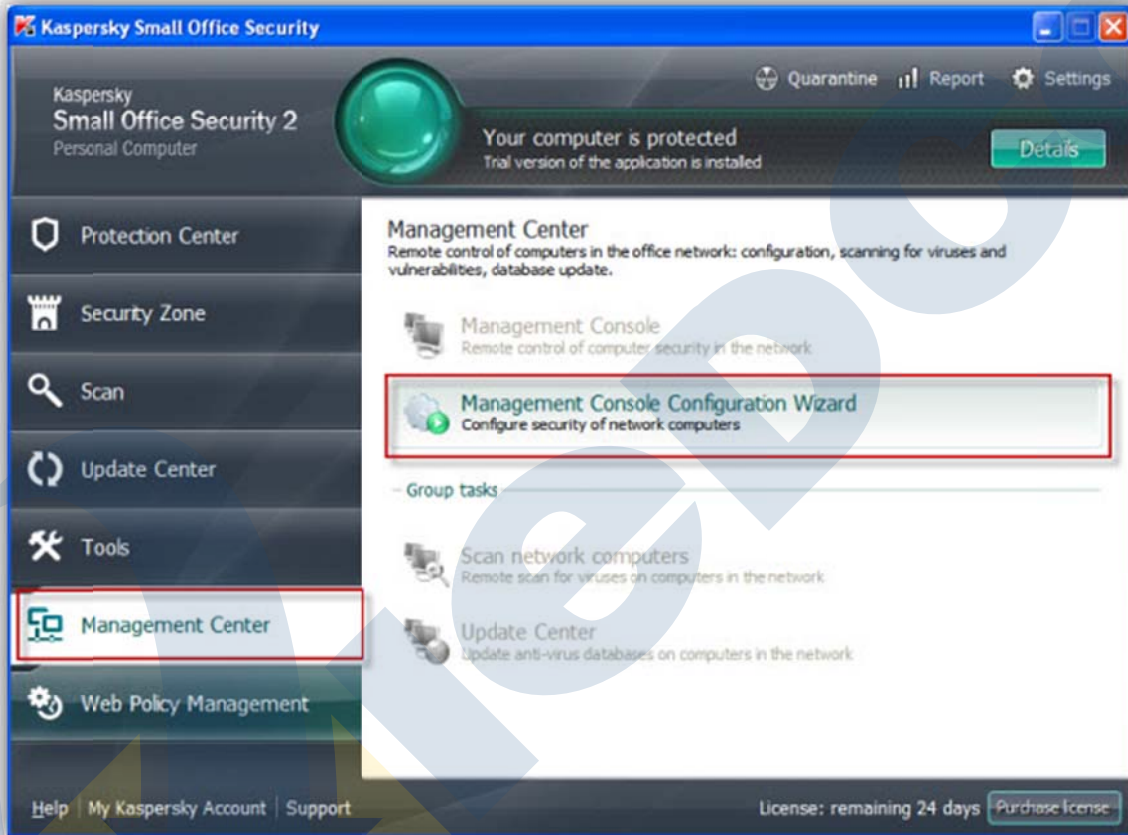 Kaspersky Small Office Security
Kaspersky
Small Office Security 2
Personal Computer
Quarantine
Report
Settings
Your computer is protected
Trial version of the application is installed
Details
Protection Center
Security Zone
Scan
Update Center
Tools
Management Center
Web Policy Management
Management Center
Remote control of computers in the office network: configuration, scanning for viruses and
vulnerabilities, database update.
Management Console
Remote control of computer security in the network
Management Console Configuration Wizard
Configure security of network computers
Group tasks
Scan network computers
Remote scan for viruses on computers in the network
Update Center
Update anti-virus databases on computers in the network
Help | My Kaspersky Account | Support
License: remaining 24 days
Purchase license